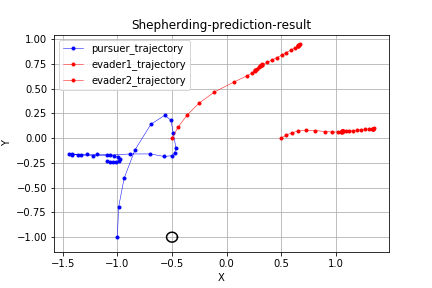 Shepherding-prediction-result
pursuer_trajectory
evader1_trajectory
evader2_trajectory
1.00
0.75
0.50
0.25
0.00
−0.25
−0.50
−0.75
−1.00
Y
−1.5
−1.0
−0.5
0.0
0.5
1.0
X